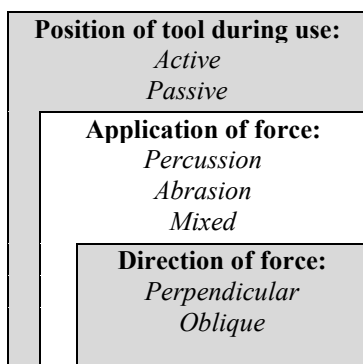 Position of tool during use:
Active
Passive
Application of force:
Percussion
Abrasion
Mixed
Direction of force:
Perpendicular
Oblique